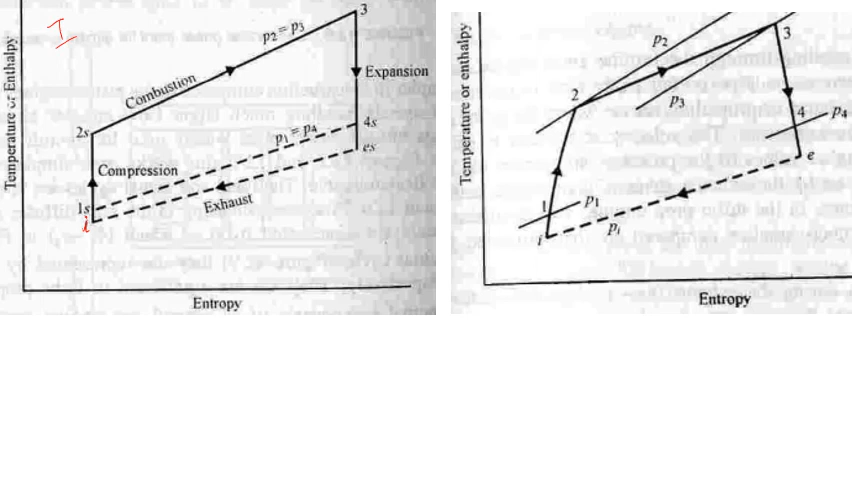 T
3
p₂ = p₃
Combustion
Expansion
Temperature or Enthalpy
2s
p₁ = p₄
4s
es
Compression
1s
i
Exhaust
Entropy
p₂
3
p₃
2
4
p₄
e
1
p₁
i
pᵢ
Temperature or enthalpy
Entropy